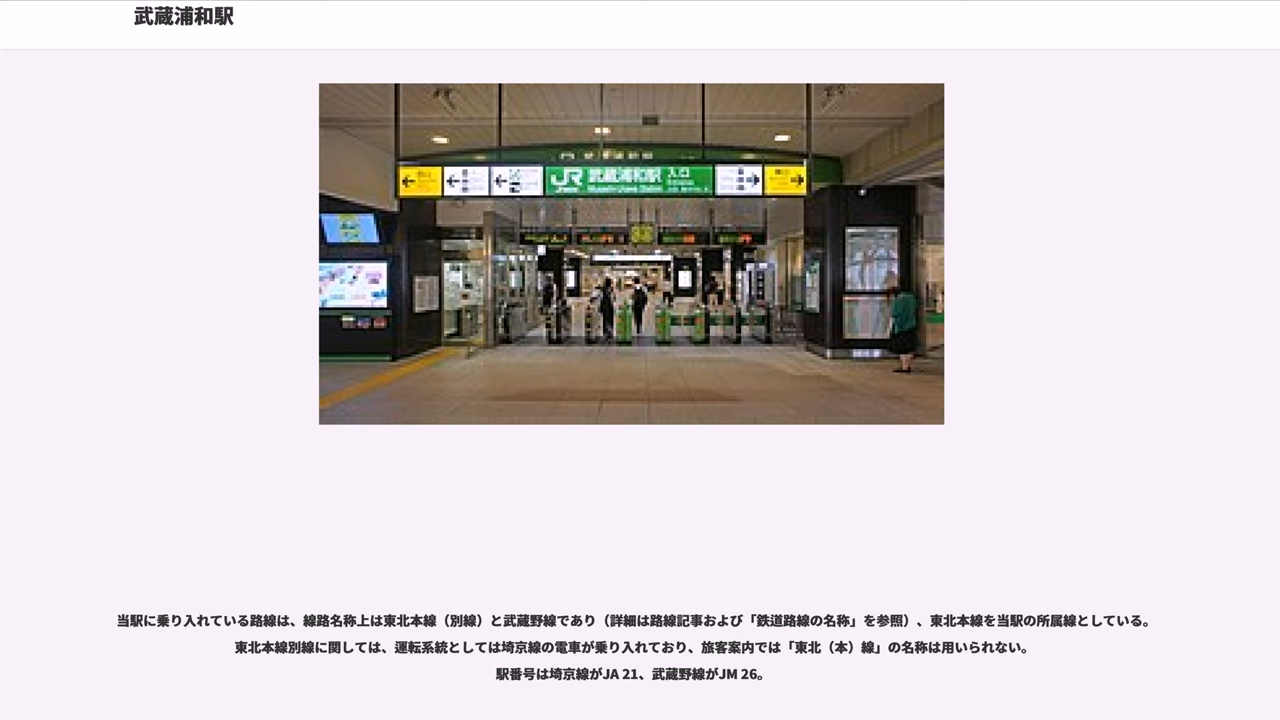 武蔵浦和駅
JR 武蔵浦和駅 入口
Musashi-Urawa Station
当駅に乗り入れている路線は、線路名称上は東北本線（別線）と武蔵野線であり（詳細は路線記事および「鉄道路線の名称」を参照）、東北本線を当駅の所属線としている。
東北本線別線に関しては、運転系統としては埼京線の電車が乗り入れており、旅客案内では「東北（本）線」の名称は用いられない。
駅番号は埼京線がJA 21、武蔵野線がJM 26。